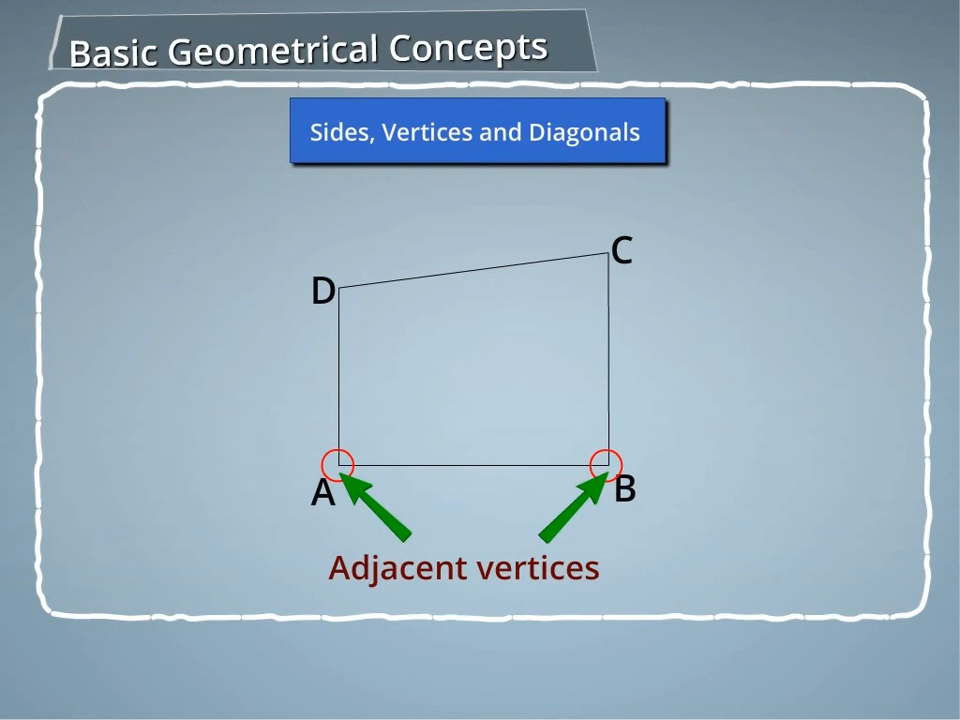 Basic Geometrical Concepts
Sides, Vertices and Diagonals
C
D
A
B
Adjacent vertices